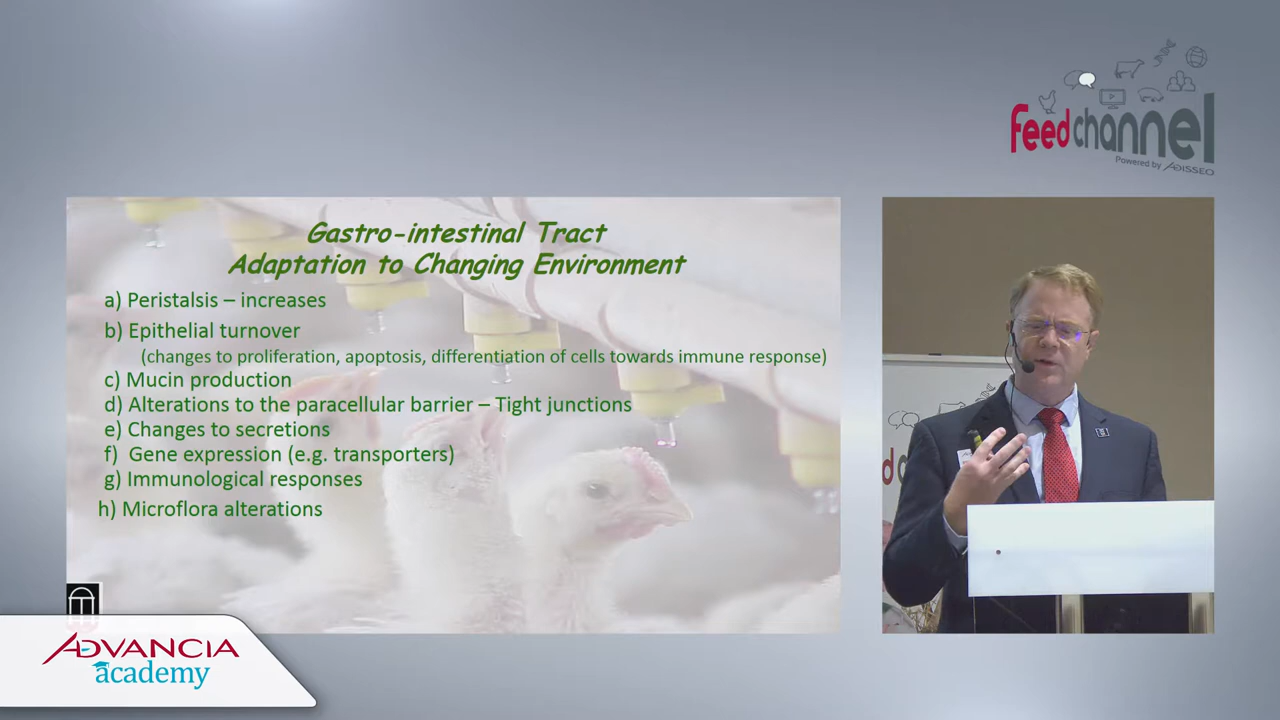 feedchannel
Powered by ADISSEO
Gastro-intestinal Tract
Adaptation to Changing Environment
a) Peristalsis – increases
b) Epithelial turnover
(changes to proliferation, apoptosis, differentiation of cells towards immune response)
c) Mucin production
d) Alterations to the paracellular barrier – Tight junctions
e) Changes to secretions
f) Gene expression (e.g. transporters)
g) Immunological responses
h) Microflora alterations
ADVANCIA
academy